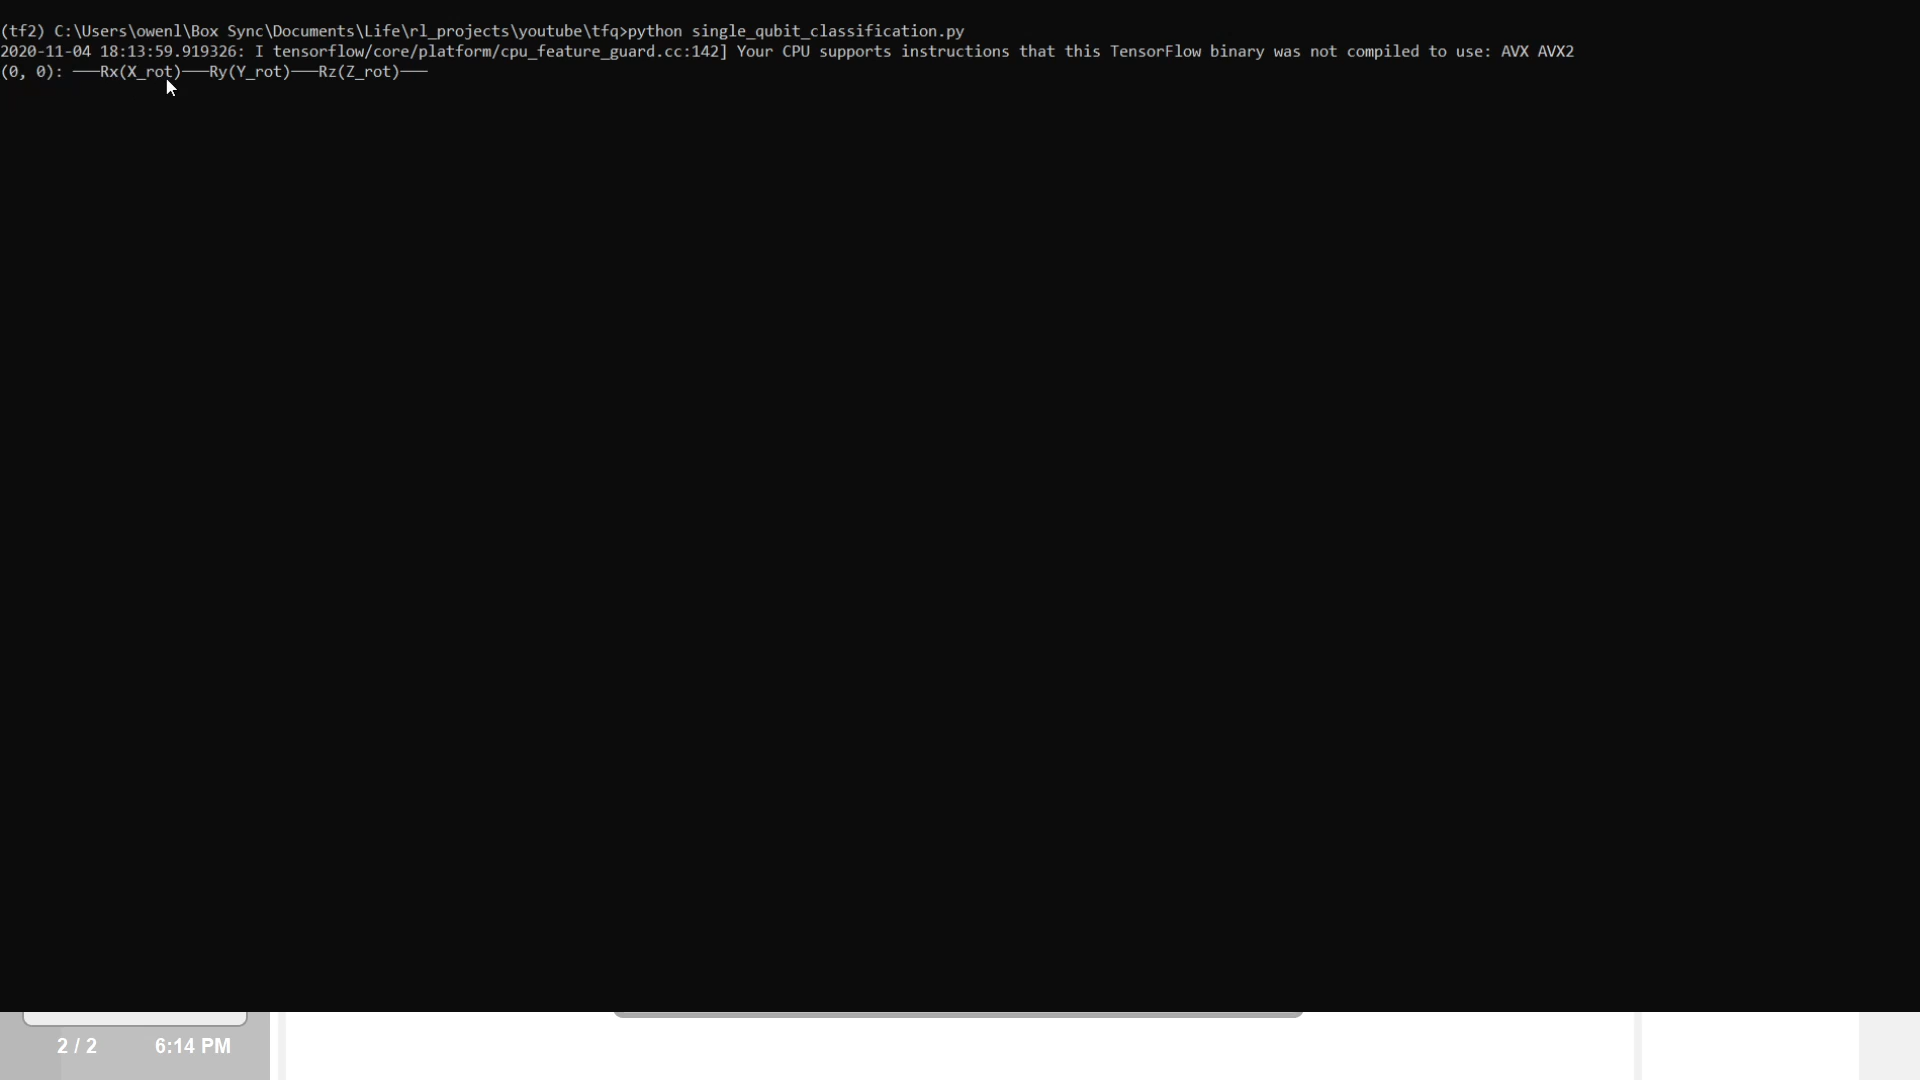 (tf2) C:\Users\owenl\Box Sync\Documents\Life\rl_projects\youtube\tfq>python single_qubit_classification.py
2020-11-04 18:13:59.919326: I tensorflow/core/platform/cpu_feature_guard.cc:142] Your CPU supports instructions that this TensorFlow binary was not compiled to use: AVX AVX2
(0, 0): ───Rx(X_rot)───Ry(Y_rot)───Rz(Z_rot)───
2 / 2 6:14 PM